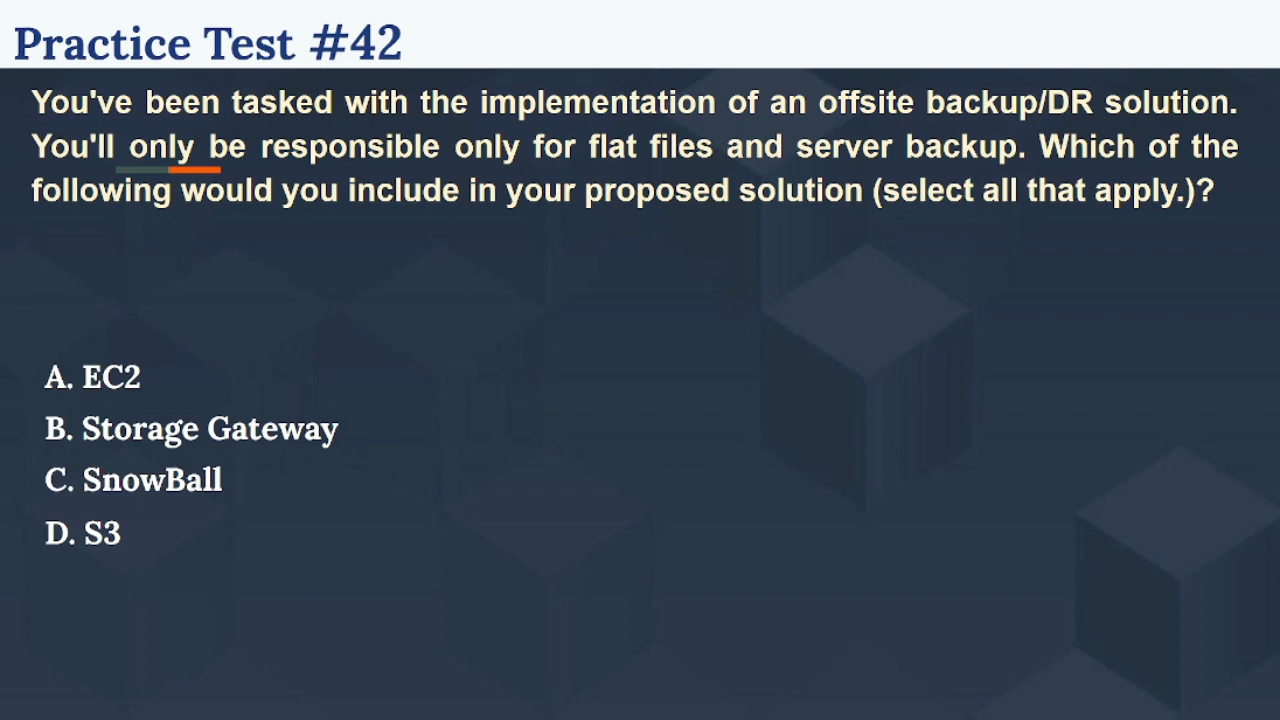 Practice Test #42
You've been tasked with the implementation of an offsite backup/DR solution.
You'll only be responsible only for flat files and server backup. Which of the
following would you include in your proposed solution (select all that apply.)?
A. EC2
B. Storage Gateway
C. SnowBall
D. S3